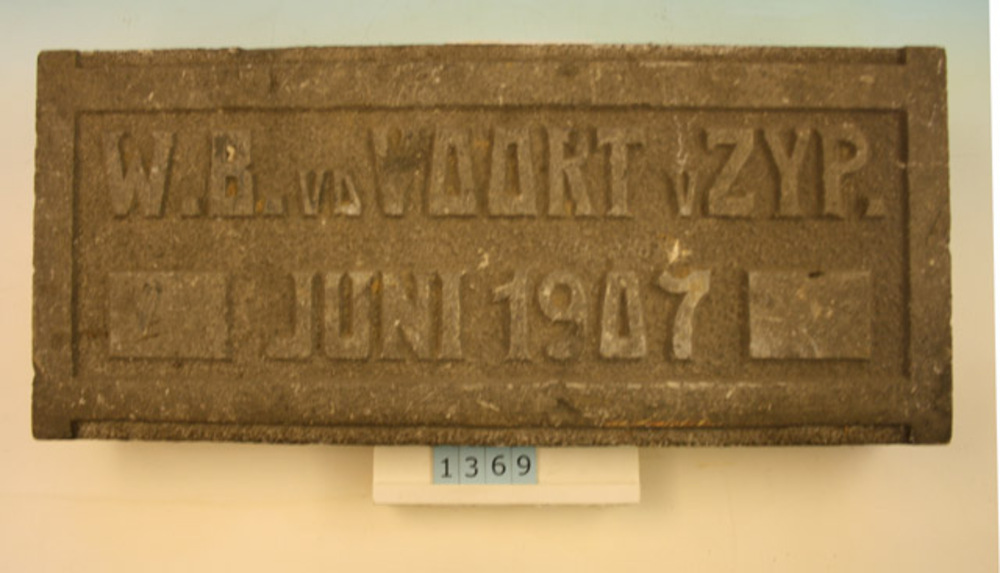 W.B. VD VOORT V ZYP.
JUNI 1907
1369